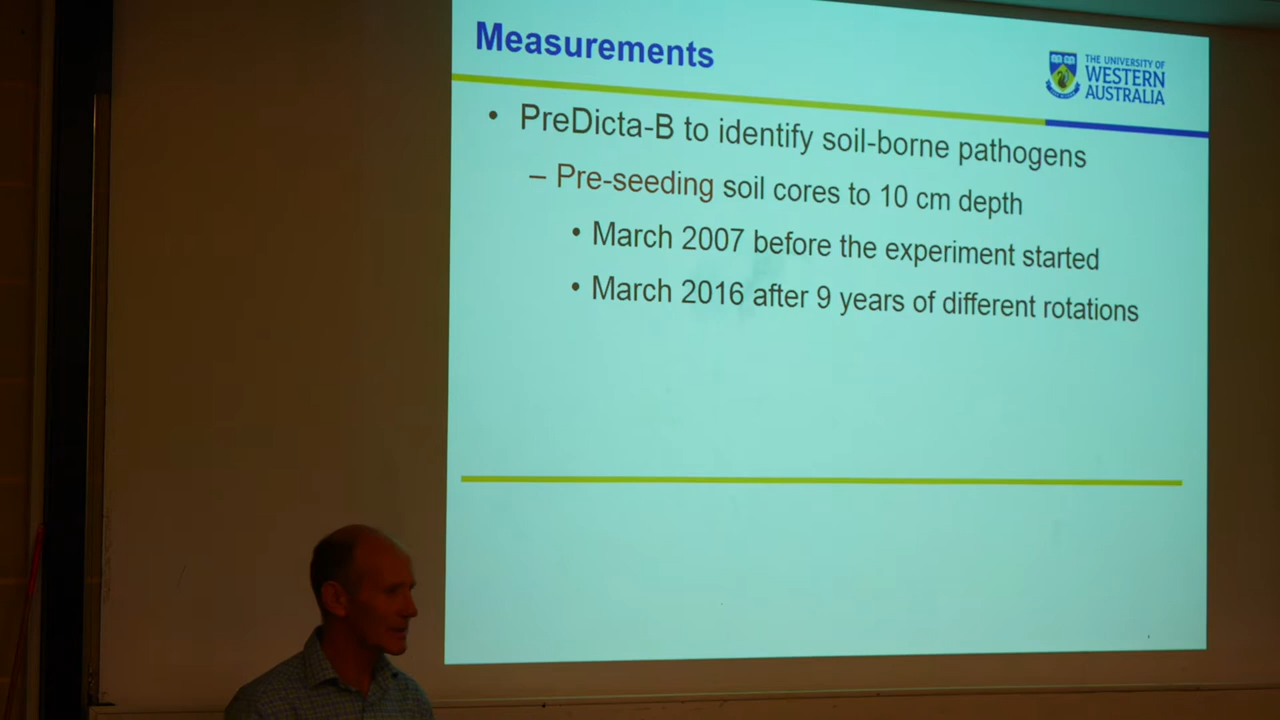 Measurements
THE UNIVERSITY OF
WESTERN
AUSTRALIA
• PreDicta-B to identify soil-borne pathogens
– Pre-seeding soil cores to 10 cm depth
• March 2007 before the experiment started
• March 2016 after 9 years of different rotations